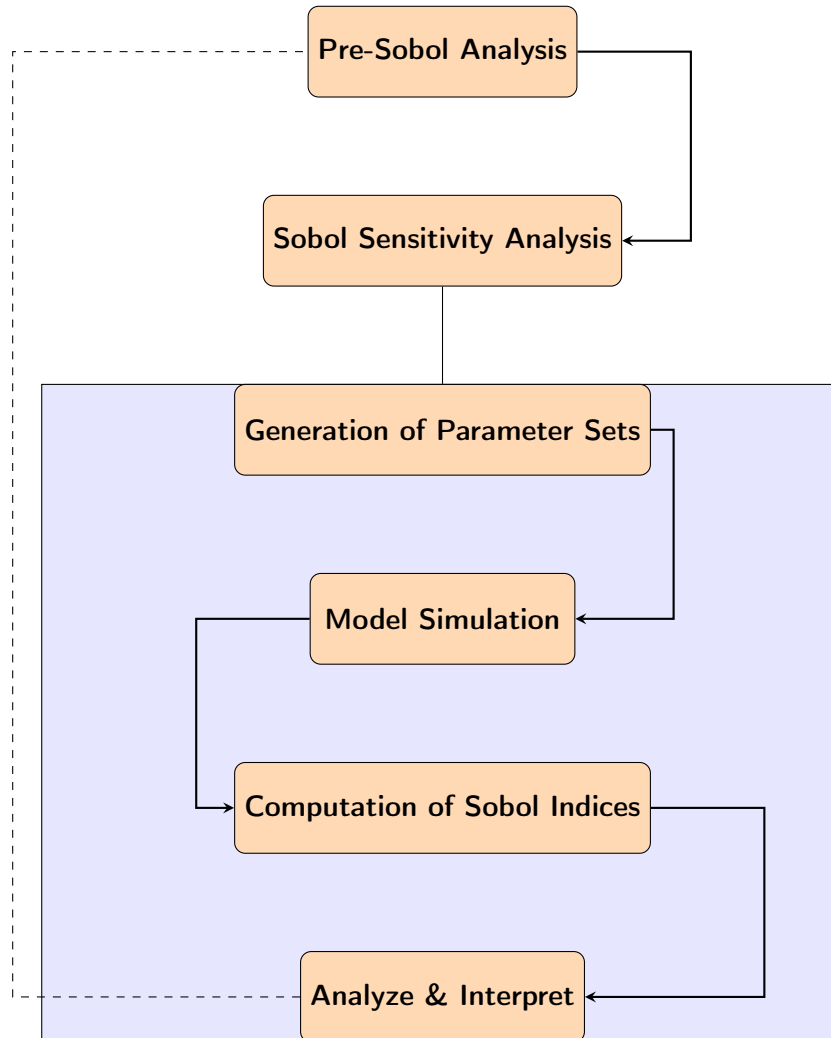 Pre-Sobol Analysis
Sobol Sensitivity Analysis
Generation of Parameter Sets
Model Simulation
Computation of Sobol Indices
Analyze & Interpret